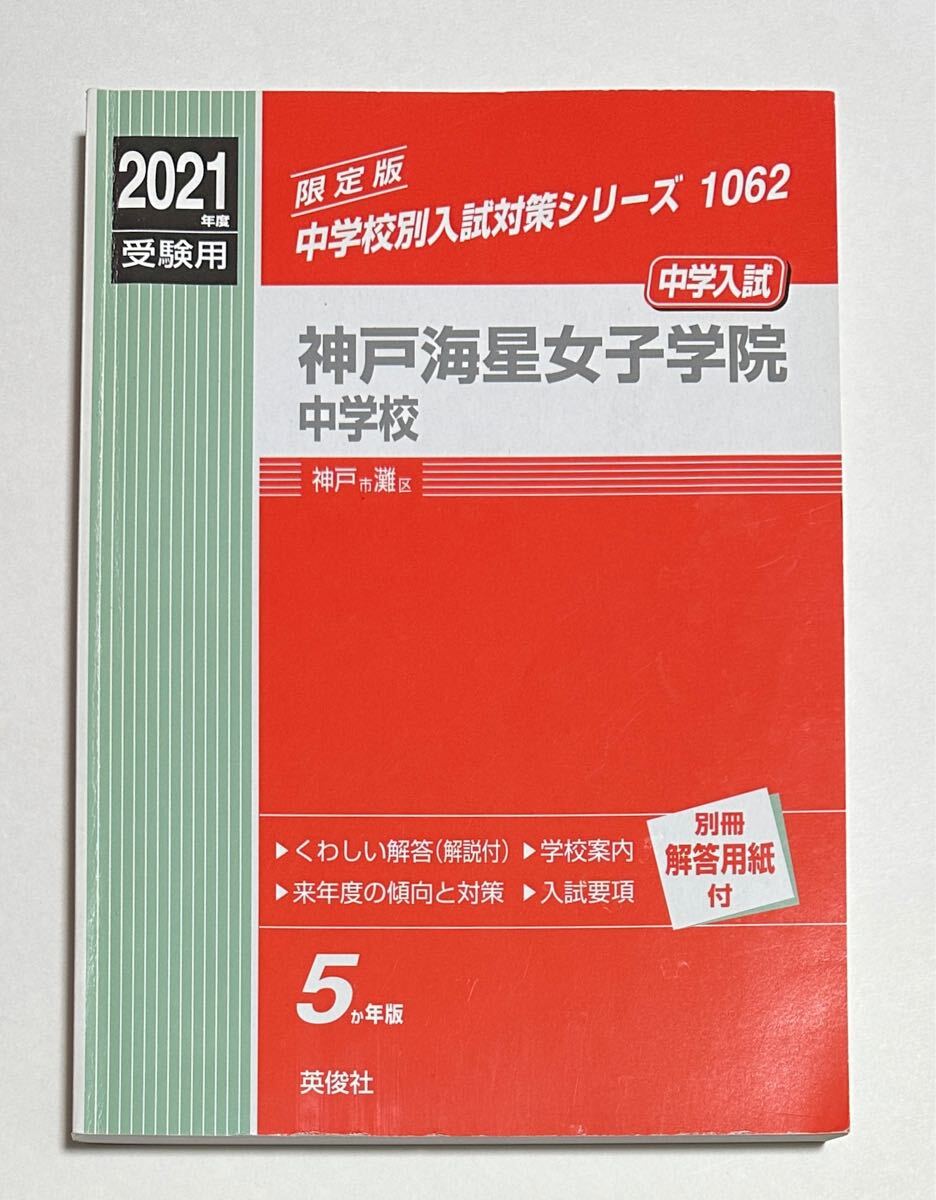 2021
年度
受験用
限定版
中学校別入試対策シリーズ 1062
中学入試
神戸海星女子学院
中学校
神戸市灘区
▶くわしい解答(解説付) ▶学校案内
▶来年度の傾向と対策 ▶入試要項
別冊
解答用紙
付
5か年版
英俊社